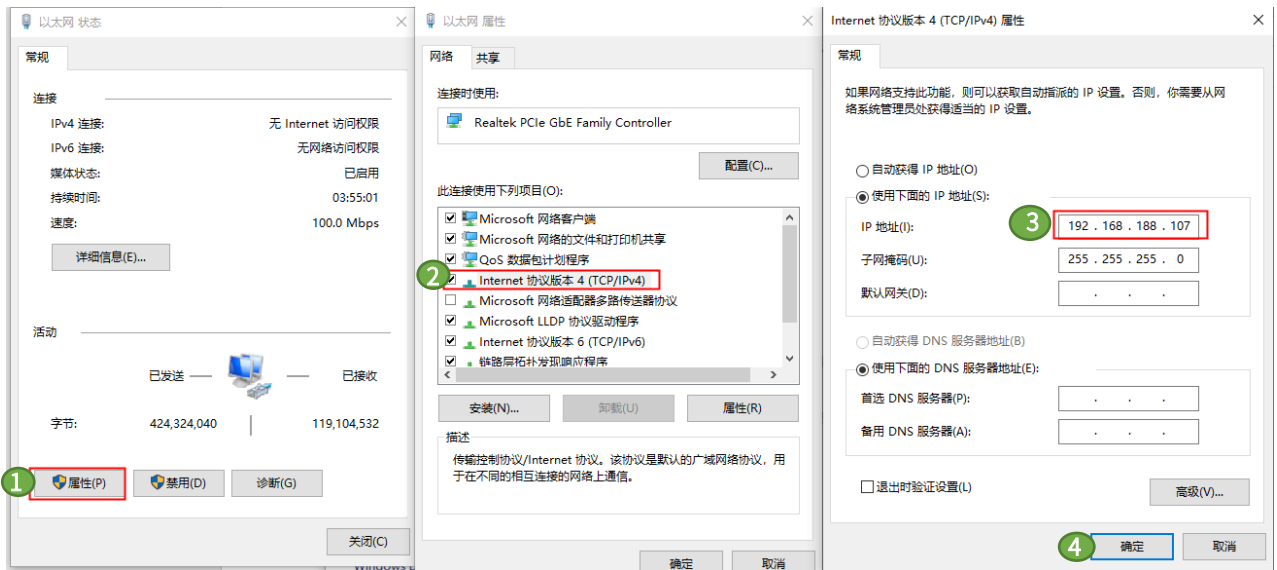 以太网 状态
常规
连接
IPv4 连接: 无 Internet 访问权限
IPv6 连接: 无网络访问权限
媒体状态: 已启用
持续时间: 03:55:01
速度: 100.0 Mbps
详细信息(E)...
活动
已发送 — — 已接收
字节: 424,324,040 119,104,532
1
属性(P) 禁用(D) 诊断(G)
关闭(C)
以太网 属性
网络 共享
连接时使用:
Realtek PCIe GbE Family Controller
配置(C)...
此连接使用下列项目(O):
Microsoft 网络客户端
Microsoft 网络的文件和打印机共享
QoS 数据包计划程序
2
Internet 协议版本 4 (TCP/IPv4)
Microsoft 网络适配器多路传送器协议
Microsoft LLDP 协议驱动程序
Internet 协议版本 6 (TCP/IPv6)
链路层拓扑发现响应程序
安装(N)... 卸载(U) 属性(R)
描述
传输控制协议/Internet 协议。该协议是默认的广域网络协议，用
于在不同的相互连接的网络上通信。
确定 取消
Internet 协议版本 4 (TCP/IPv4) 属性
常规
如果网络支持此功能，则可以获取自动指派的 IP 设置。否则，你需要从网
络系统管理员处获得适当的 IP 设置。
自动获得 IP 地址(O)
使用下面的 IP 地址(S):
3
IP 地址(I): 192 . 168 . 188 . 107
子网掩码(U): 255 . 255 . 255 . 0
默认网关(D): . . .
自动获得 DNS 服务器地址(B)
使用下面的 DNS 服务器地址(E):
首选 DNS 服务器(P): . . .
备用 DNS 服务器(A): . . .
退出时验证设置(L)
高级(V)...
4
确定 取消